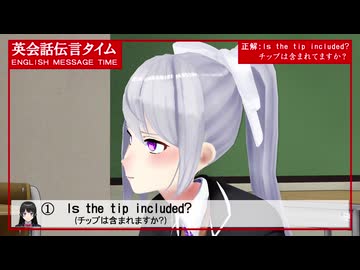 英会話伝言タイム
ENGLISH MESSAGE TIME
正解:Is the tip included?
チップは含まれてますか?
① Is the tip included?
(チップは含まれますか?)